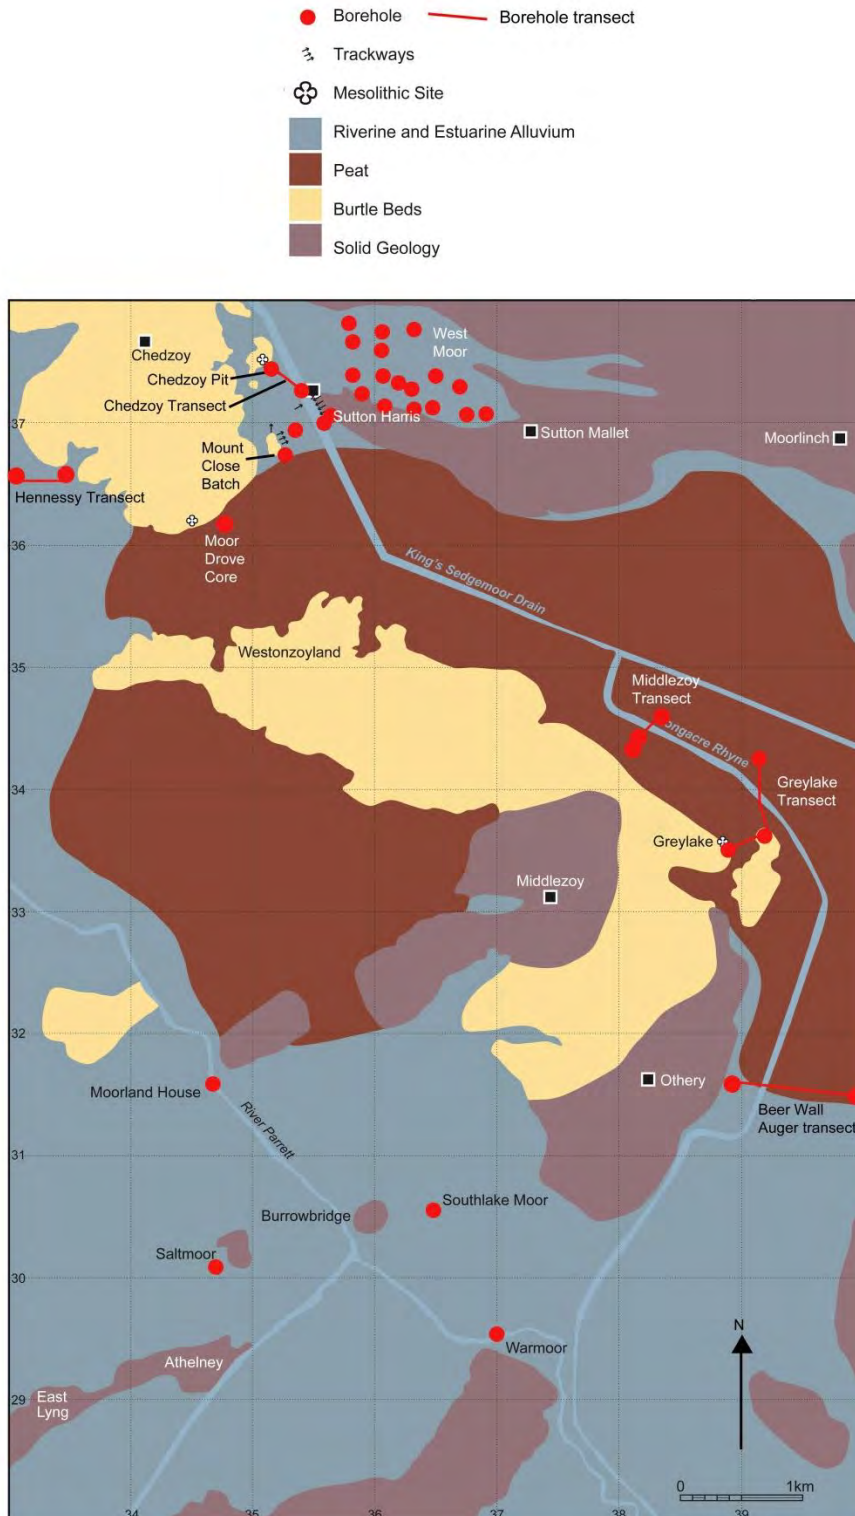 Borehole
Borehole transect
Trackways
Mesolithic Site
Riverine and Estuarine Alluvium
Peat
Burtle Beds
Solid Geology
Chedzoy
West
Moor
Chedzoy Pit
Chedzoy Transect
37
Sutton Harris
Sutton Mallet
Moorlinch
Mount
Close
Batch
Hennessy Transect
36
Moor
Drove
Core
King's Sedgemoor Drain
35
Westonzoyland
Middlezoy
Transect
ongacre Rhyne
34
Greylake
Transect
Greylake
Middlezoy
33
32
Moorland House
Othery
Beer Wall
Auger transect
River Parrett
31
Burrowbridge
Southlake Moor
Saltmoor
30
N
Warmoor
Athelney
East
Lyng
29
0
1km
34
35
36
37
38
39